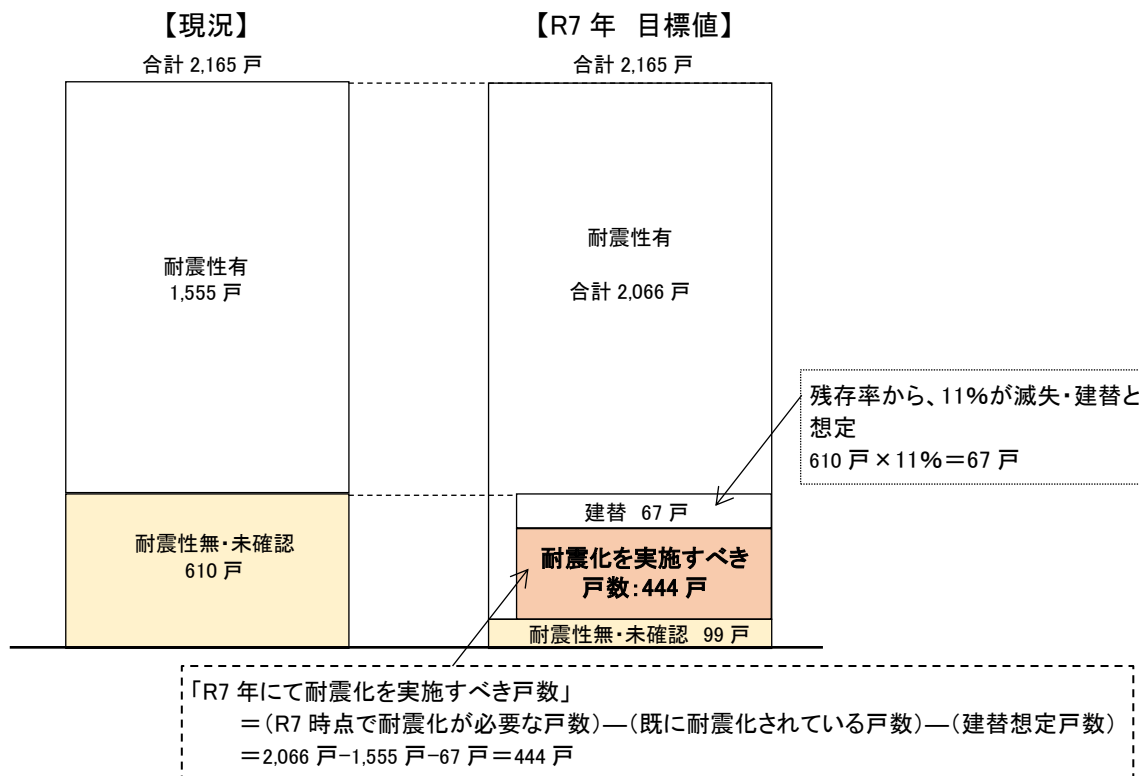 【現況】
合計 2,165 戸
耐震性有
1,555 戸
耐震性無・未確認
610 戸
【R7 年 目標値】
合計 2,165 戸
耐震性有
合計 2,066 戸
建替 67 戸
耐震化を実施すべき
戸数：444 戸
耐震性無・未確認 99 戸
残存率から、11％が滅失・建替と
想定
610 戸×11％＝67 戸
「R7 年にて耐震化を実施すべき戸数」
＝（R7 時点で耐震化が必要な戸数）―（既に耐震化されている戸数）―（建替想定戸数）
＝2,066 戸−1,555 戸−67 戸＝444 戸